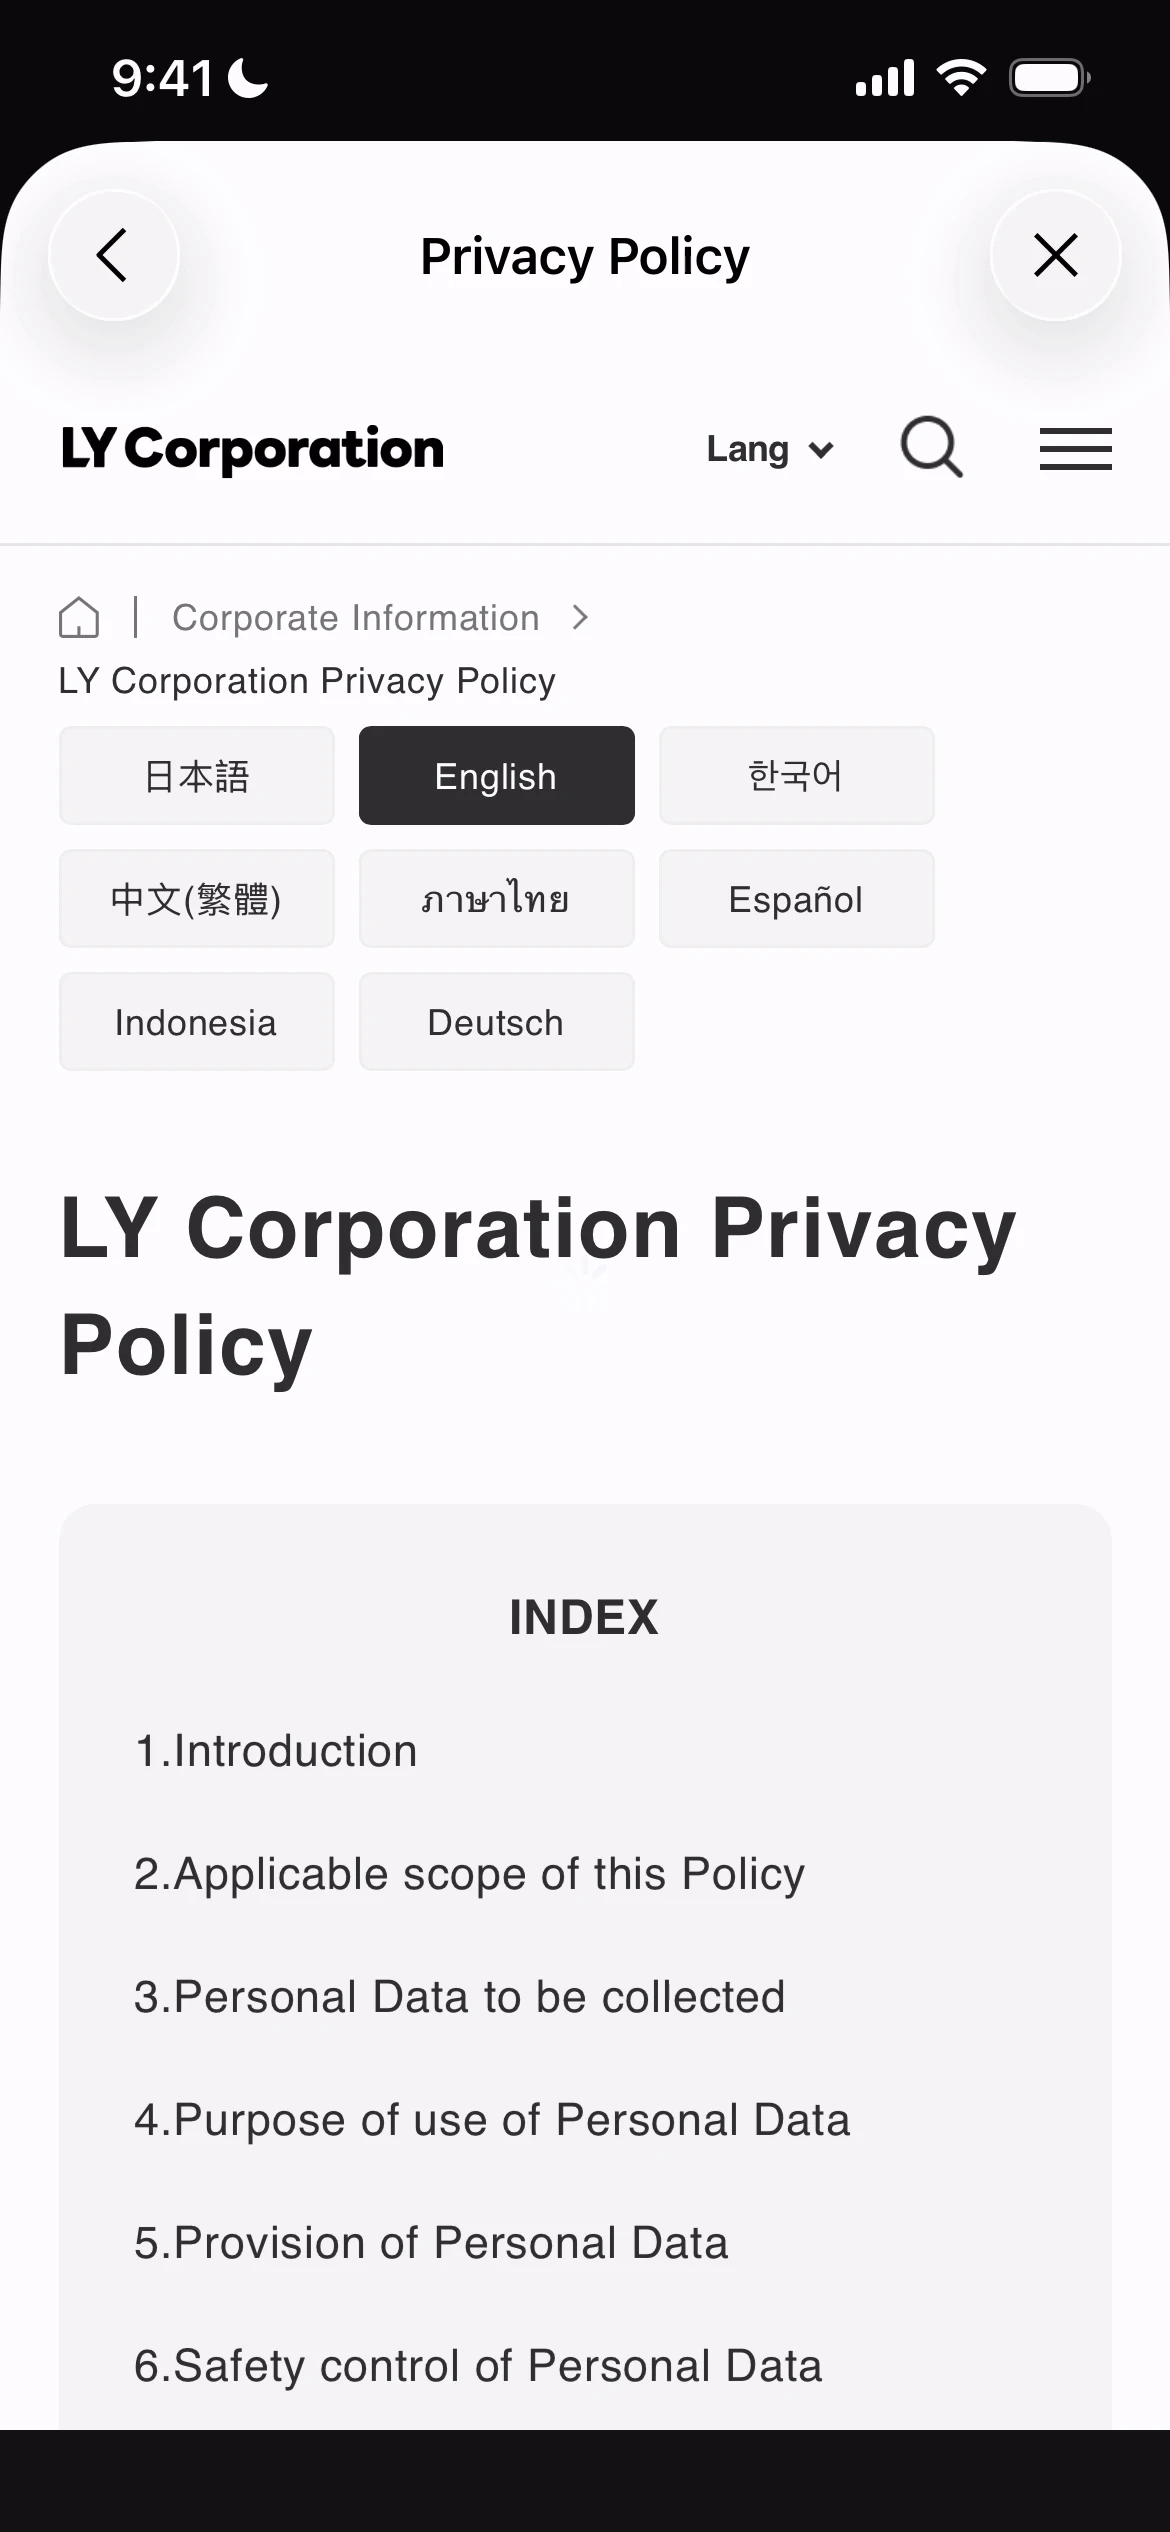 9:41
Privacy Policy
LY Corporation
Lang
Corporate Information
LY Corporation Privacy Policy
日本語
English
한국어
中文(繁體)
ภาษาไทย
Español
Indonesia
Deutsch
LY Corporation Privacy
Policy
INDEX
1.Introduction
2.Applicable scope of this Policy
3.Personal Data to be collected
4.Purpose of use of Personal Data
5.Provision of Personal Data
6.Safety control of Personal Data